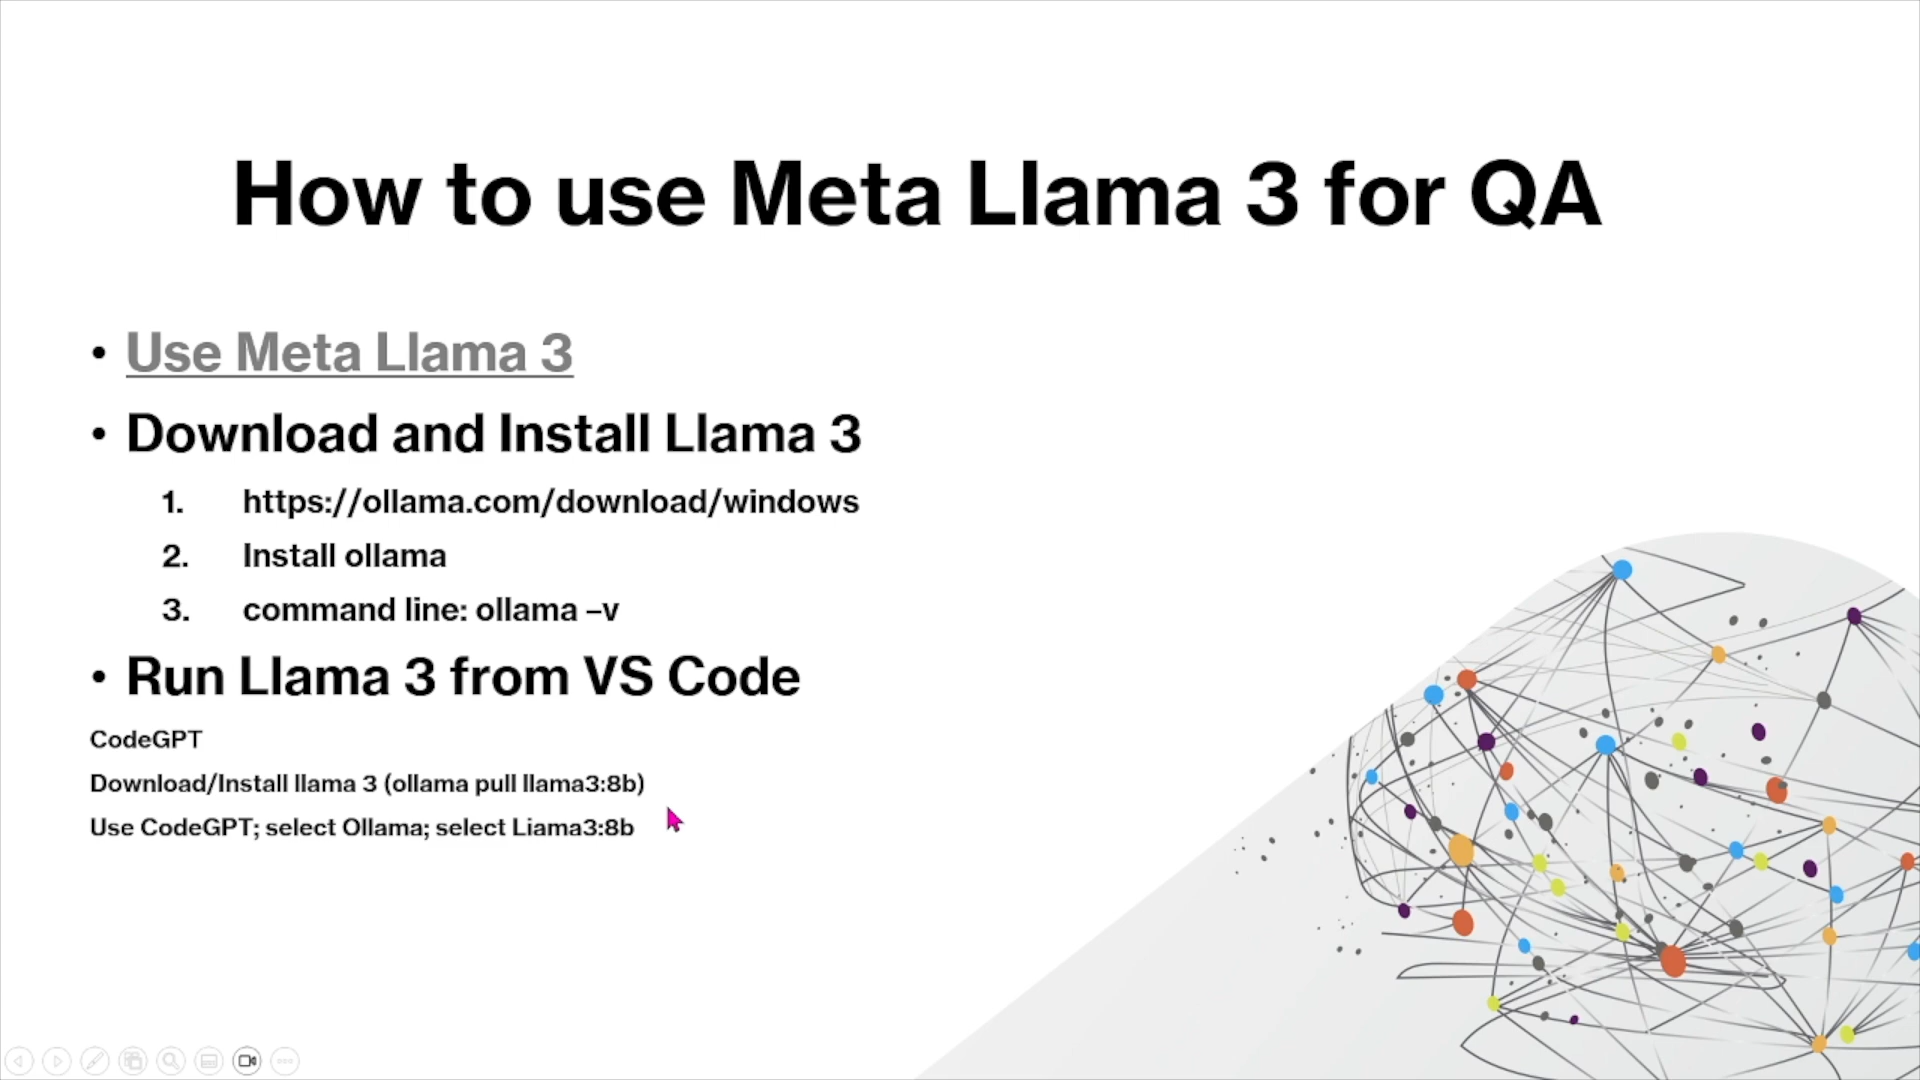 How to use Meta Llama 3 for QA
• Use Meta Llama 3
• Download and Install Llama 3
1. https://ollama.com/download/windows
2. Install ollama
3. command line: ollama –v
• Run Llama 3 from VS Code
CodeGPT
Download/Install llama 3 (ollama pull llama3:8b)
Use CodeGPT; select Ollama; select Liama3:8b